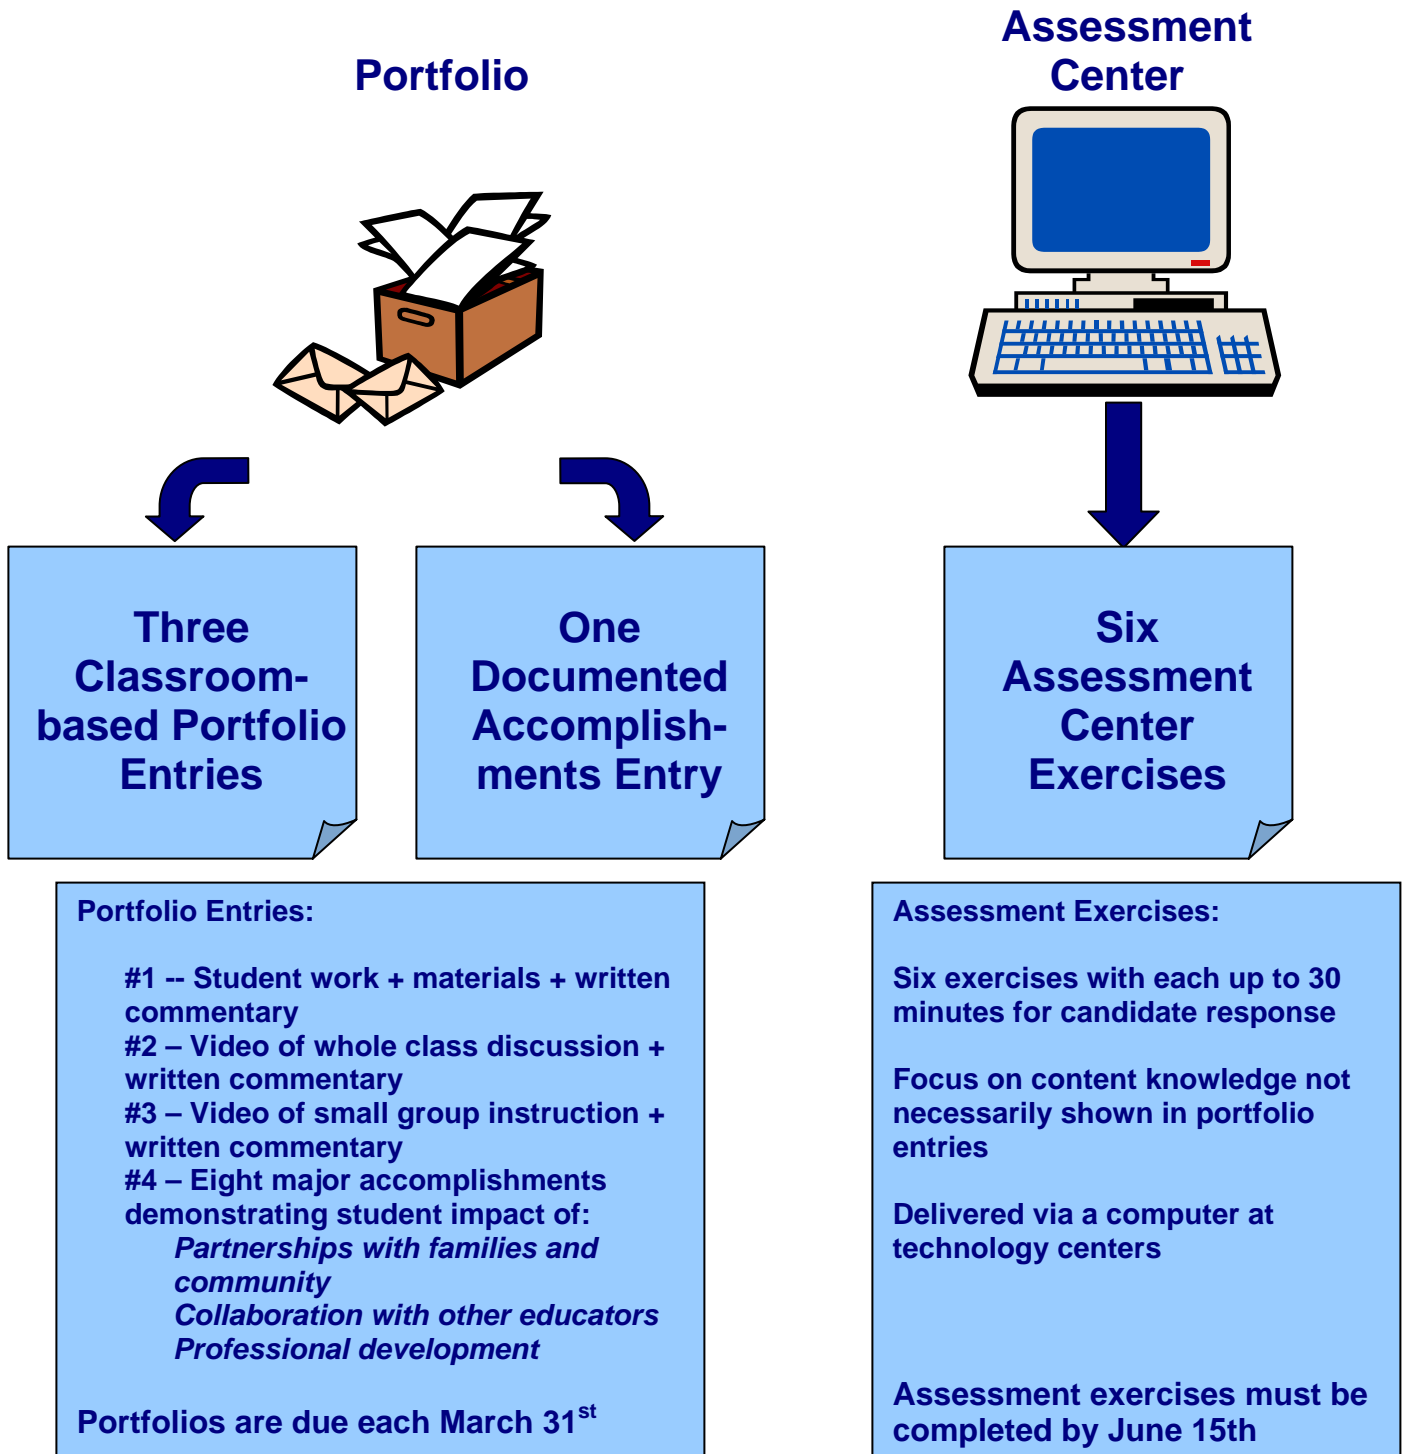 Portfolio
Assessment
Center
Three
Classroom-
based Portfolio
Entries
One
Documented
Accomplish-
ments Entry
Six
Assessment
Center
Exercises
Portfolio Entries:
#1 -- Student work + materials + written
commentary
#2 – Video of whole class discussion +
written commentary
#3 – Video of small group instruction +
written commentary
#4 – Eight major accomplishments
demonstrating student impact of:
Partnerships with families and
community
Collaboration with other educators
Professional development
Portfolios are due each March 31st
Assessment Exercises:
Six exercises with each up to 30
minutes for candidate response
Focus on content knowledge not
necessarily shown in portfolio
entries
Delivered via a computer at
technology centers
Assessment exercises must be
completed by June 15th